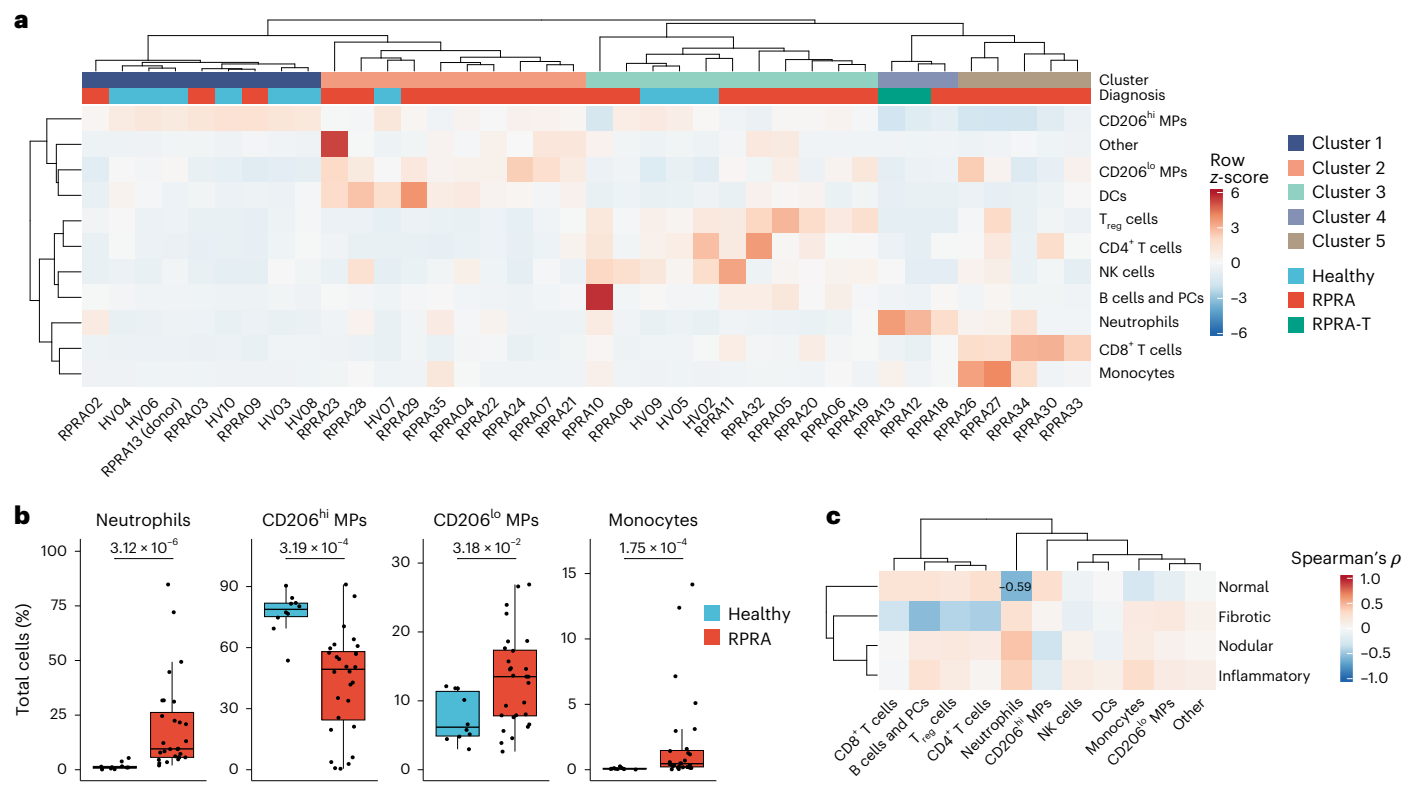 a
Cluster
Diagnosis
CD206hi MPs
Other
CD206lo MPs
DCs
Treg cells
CD4+ T cells
NK cells
B cells and PCs
Neutrophils
CD8+ T cells
Monocytes
Row
z-score
6
3
0
−3
−6
Cluster 1
Cluster 2
Cluster 3
Cluster 4
Cluster 5
Healthy
RPRA
RPRA-T
RPRA02
HV04
HV06
RPRA13 (donor)
RPRA03
HV10
RPRA09
HV03
HV08
RPRA23
RPRA28
HV07
RPRA29
RPRA35
RPRA04
RPRA22
RPRA24
RPRA07
RPRA21
RPRA10
RPRA08
HV09
HV05
HV02
RPRA11
RPRA32
RPRA05
RPRA20
RPRA06
RPRA19
RPRA13
RPRA12
RPRA18
RPRA26
RPRA27
RPRA34
RPRA30
RPRA33
b
Total cells (%)
Neutrophils
3.12 × 10−6
100
75
50
25
0
CD206hi MPs
3.19 × 10−4
90
60
30
0
CD206lo MPs
3.18 × 10−2
30
20
10
0
Monocytes
1.75 × 10−4
15
10
5
0
Healthy
RPRA
c
−0.59
Normal
Fibrotic
Nodular
Inflammatory
CD8+ T cells
B cells and PCs
Treg cells
CD4+ T cells
Neutrophils
CD206hi MPs
NK cells
DCs
Monocytes
CD206lo MPs
Other
Spearman's ρ
1.0
0.5
0
−0.5
−1.0